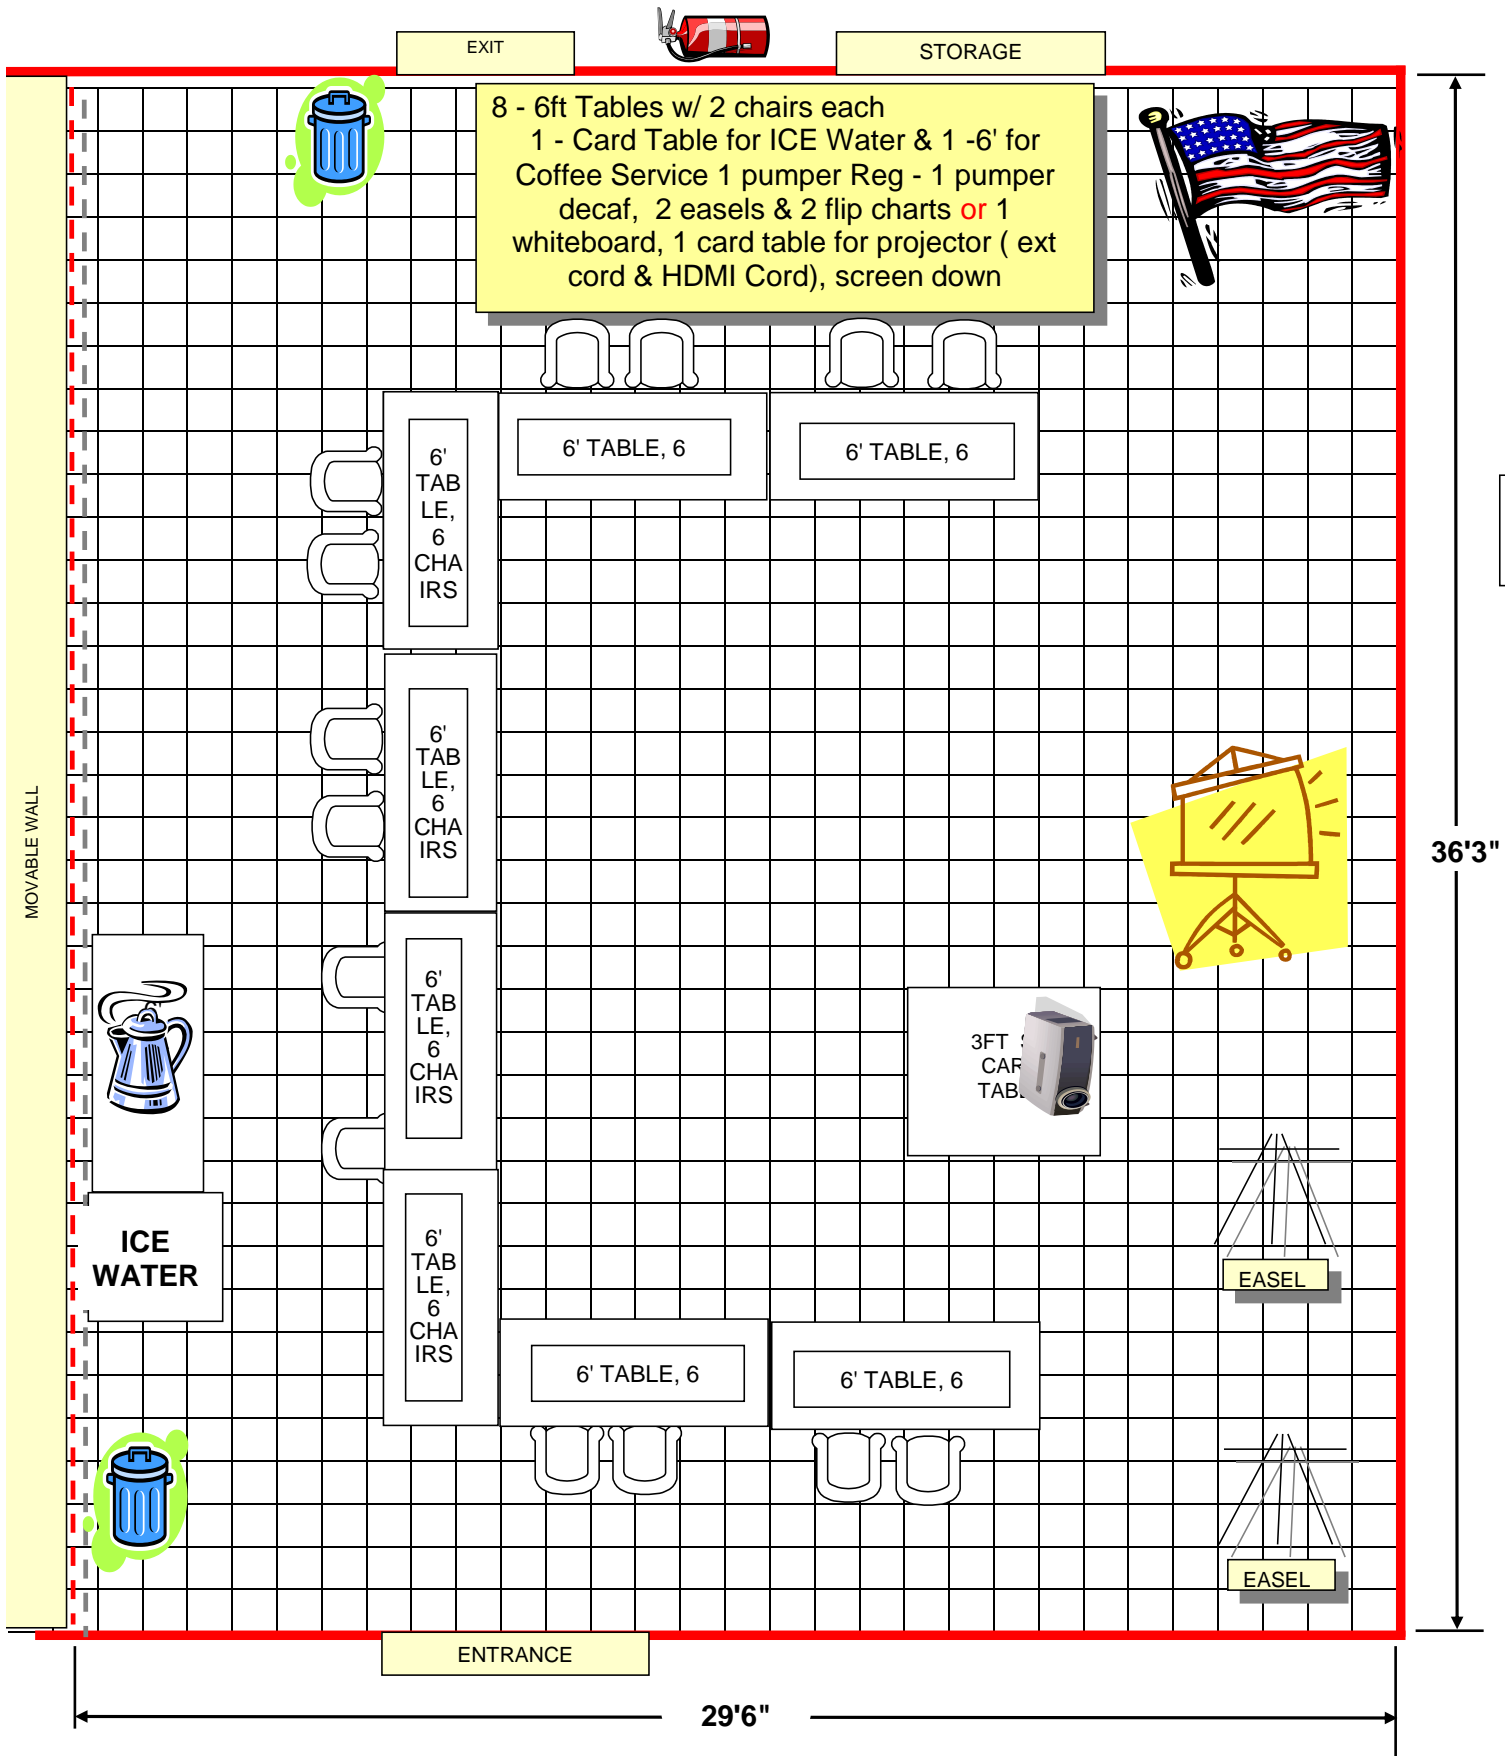 EXIT
STORAGE
8 - 6ft Tables w/ 2 chairs each
1 - Card Table for ICE Water & 1 -6' for
Coffee Service 1 pumper Reg - 1 pumper
decaf, 2 easels & 2 flip charts or 1
whiteboard, 1 card table for projector ( ext
cord & HDMI Cord), screen down
6' TABLE, 6
6' TABLE, 6
6'
TAB
LE,
6
CHA
IRS
6'
TAB
LE,
6
CHA
IRS
MOVABLE WALL
36'3"
6'
TAB
LE,
6
CHA
IRS
3FT
TAB
ICE
WATER
6'
TAB
LE,
6
CHA
IRS
EASEL
6' TABLE, 6
6' TABLE, 6
EASEL
ENTRANCE
29'6"